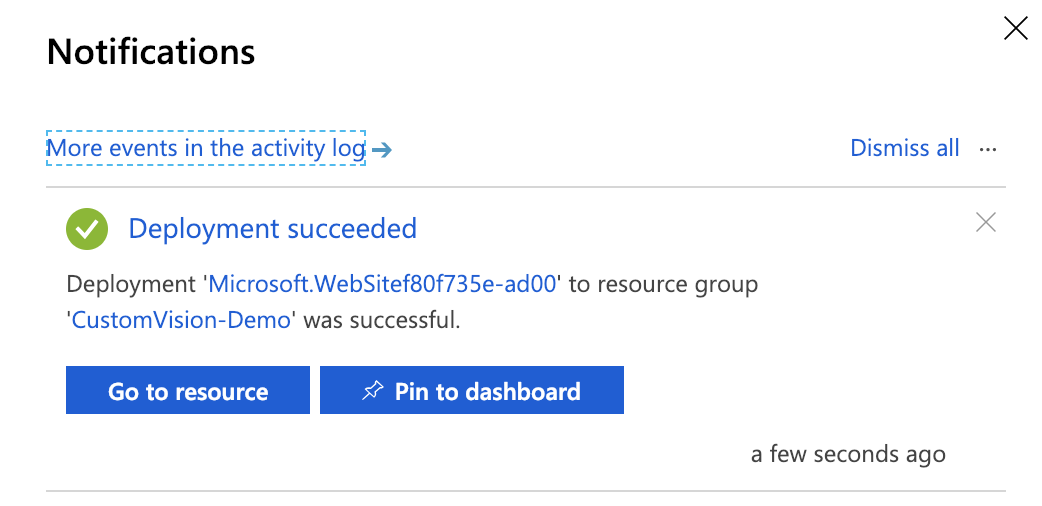 Notifications
More events in the activity log →
Dismiss all ...
Deployment succeeded
Deployment 'Microsoft.WebSitef80f735e-ad00' to resource group
'CustomVision-Demo' was successful.
Go to resource
Pin to dashboard
a few seconds ago